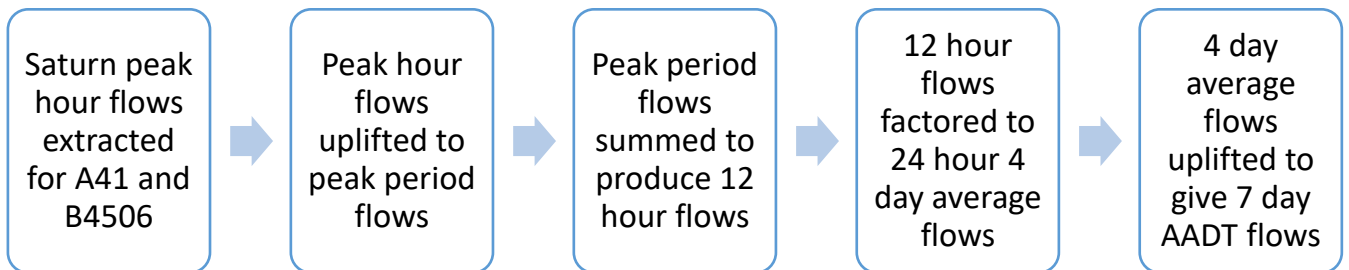 Saturn peak
hour flows
extracted
for A41 and
B4506
Peak hour
flows
uplifted to
peak period
flows
Peak period
flows
summed to
produce 12
hour flows
12 hour
flows
factored to
24 hour 4
day average
flows
4 day
average
flows
uplifted to
give 7 day
AADT flows